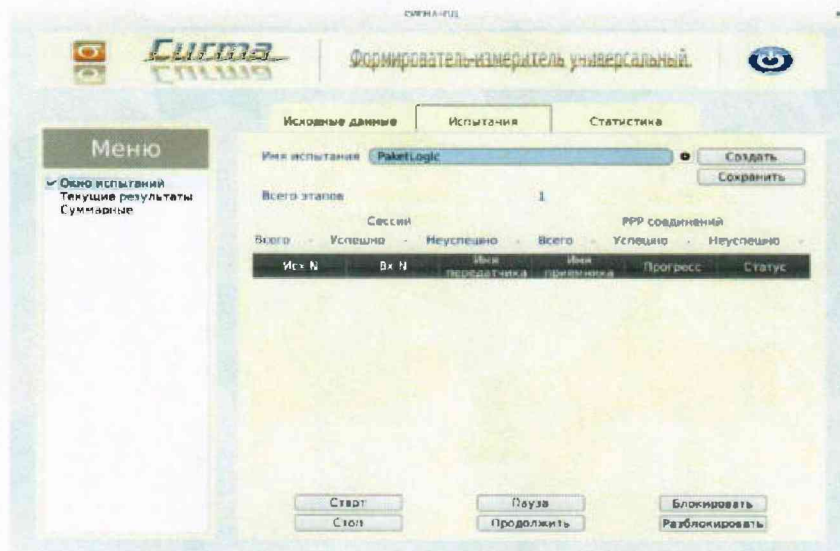 СИГМА-ПД
Сигма
Формирователь-измеритель универсальный.
Исходные данные
Испытания
Статистика
Меню
Окно испытаний
Текущие результаты
Суммарные
Имя испытания
PaketLogic
Создать
Сохранить
Всего этапов
1
Сессий
PPP соединений
Всего - Успешно - Неуспешно - Всего - Успешно - Неуспешно -
Исх N
Вх N
Имя передатчика
Имя приемника
Прогресс
Статус
Старт
Пауза
Блокировать
Стоп
Продолжить
Разблокировать